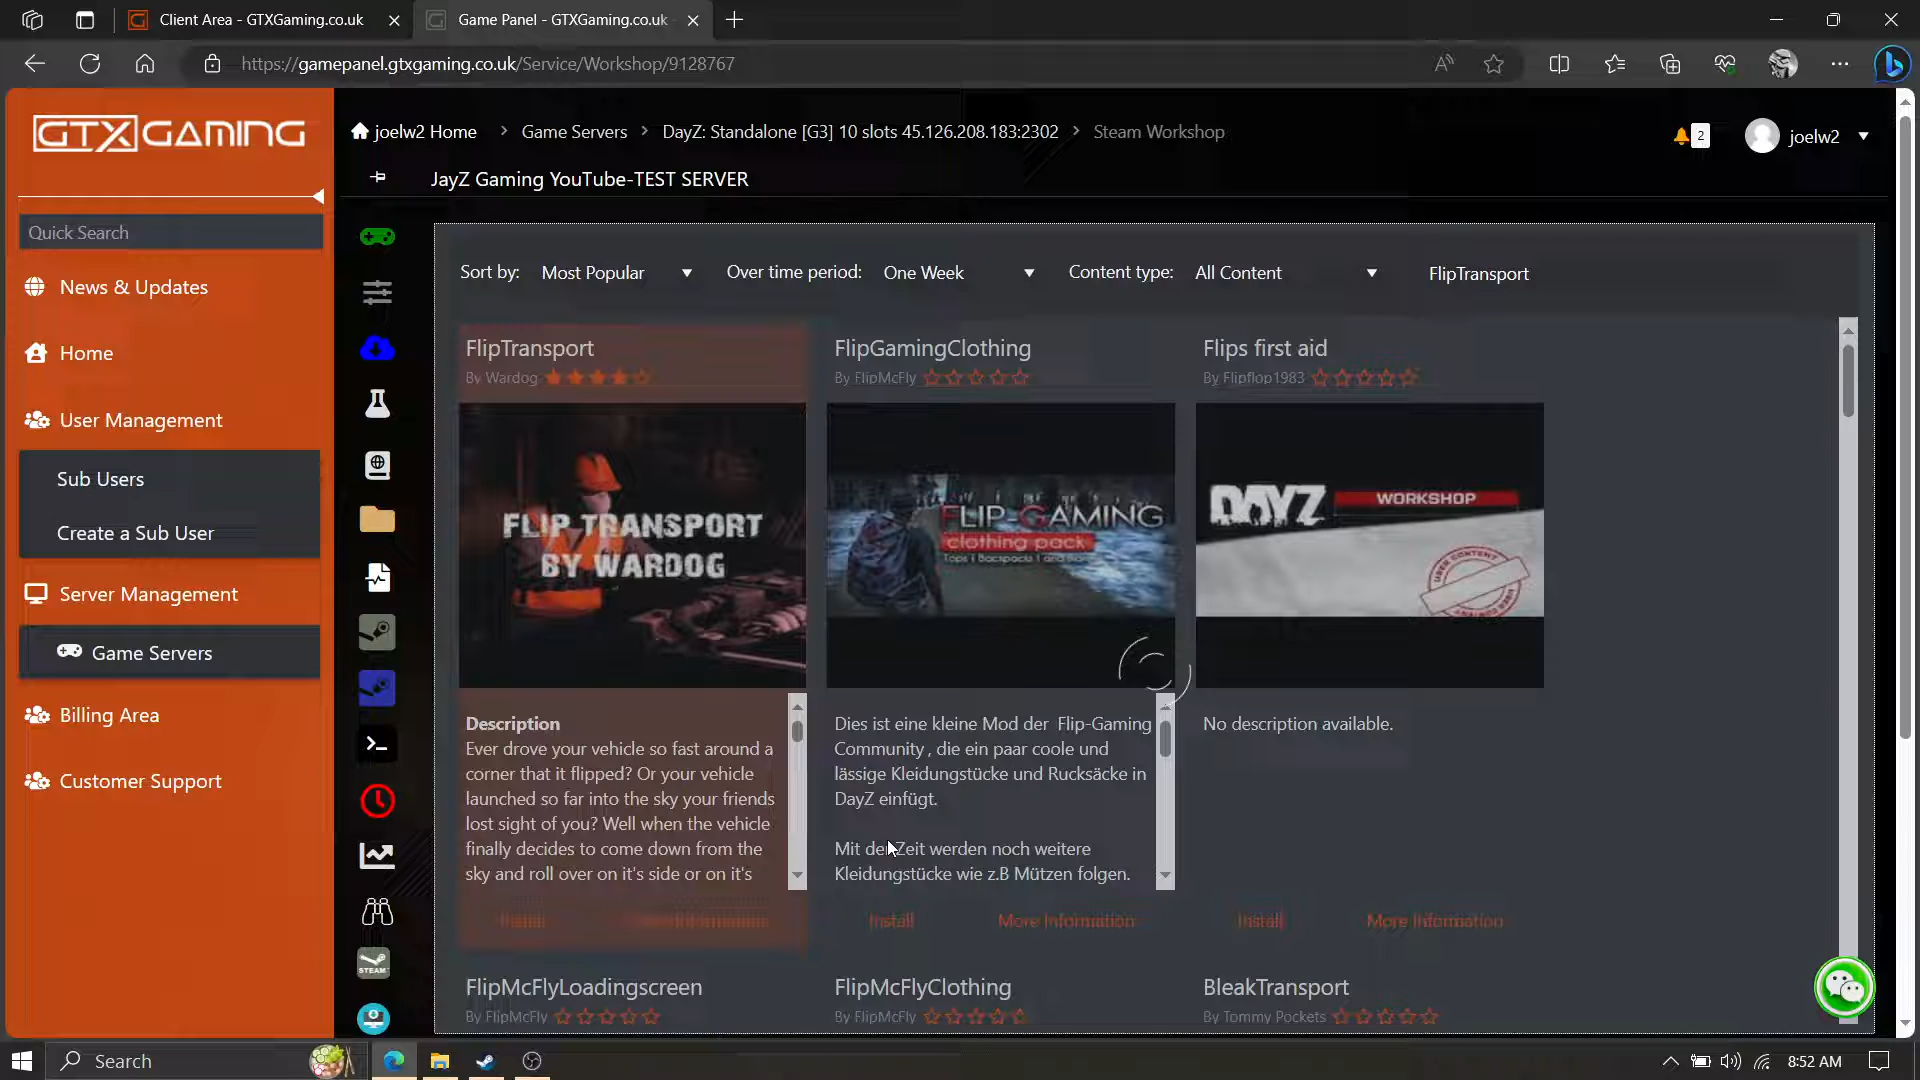 Client Area - GTXGaming.co.uk
Game Panel - GTXGaming.co.uk
https://gamepanel.gtxgaming.co.uk/Service/Workshop/9128767
GTXGAMING
Quick Search
News & Updates
Home
User Management
Sub Users
Create a Sub User
Server Management
Game Servers
Billing Area
Customer Support
joelw2 Home > Game Servers > DayZ: Standalone [G3] 10 slots 45.126.208.183:2302 > Steam Workshop
2
joelw2
JayZ Gaming YouTube-TEST SERVER
Sort by: Most Popular Over time period: One Week Content type: All Content FlipTransport
FlipTransport
By Wardog
FLIP TRANSPORT
BY WARDOG
Description
Ever drove your vehicle so fast around a
corner that it flipped? Or your vehicle
launched so far into the sky your friends
lost sight of you? Well when the vehicle
finally decides to come down from the
sky and roll over on it's side or on it's
Install More Information
FlipGamingClothing
By FlipMcFly
FLIP-GAMING
clothing pack
Dies ist eine kleine Mod der Flip-Gaming
Community , die ein paar coole und
lässige Kleidungstücke und Rucksäcke in
DayZ einfügt.
Mit der Zeit werden noch weitere
Kleidungstücke wie z.B Mützen folgen.
Install More Information
Flips first aid
By Flipflop1983
DAYZ WORKSHOP
No description available.
Install More Information
FlipMcFlyLoadingscreen
By FlipMcFly
FlipMcFlyClothing
By FlipMcFly
BleakTransport
By Tommy Pockets
STEAM
Search
8:52 AM